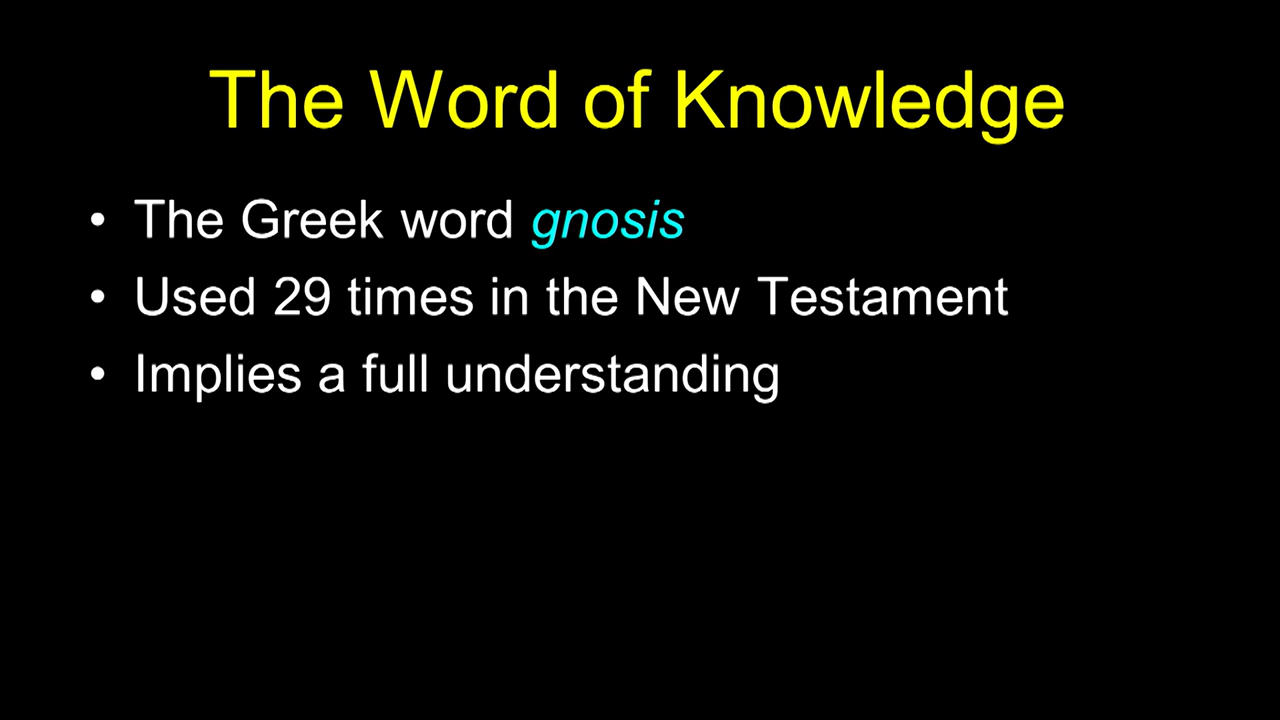 The Word of Knowledge
• The Greek word gnosis
• Used 29 times in the New Testament
• Implies a full understanding